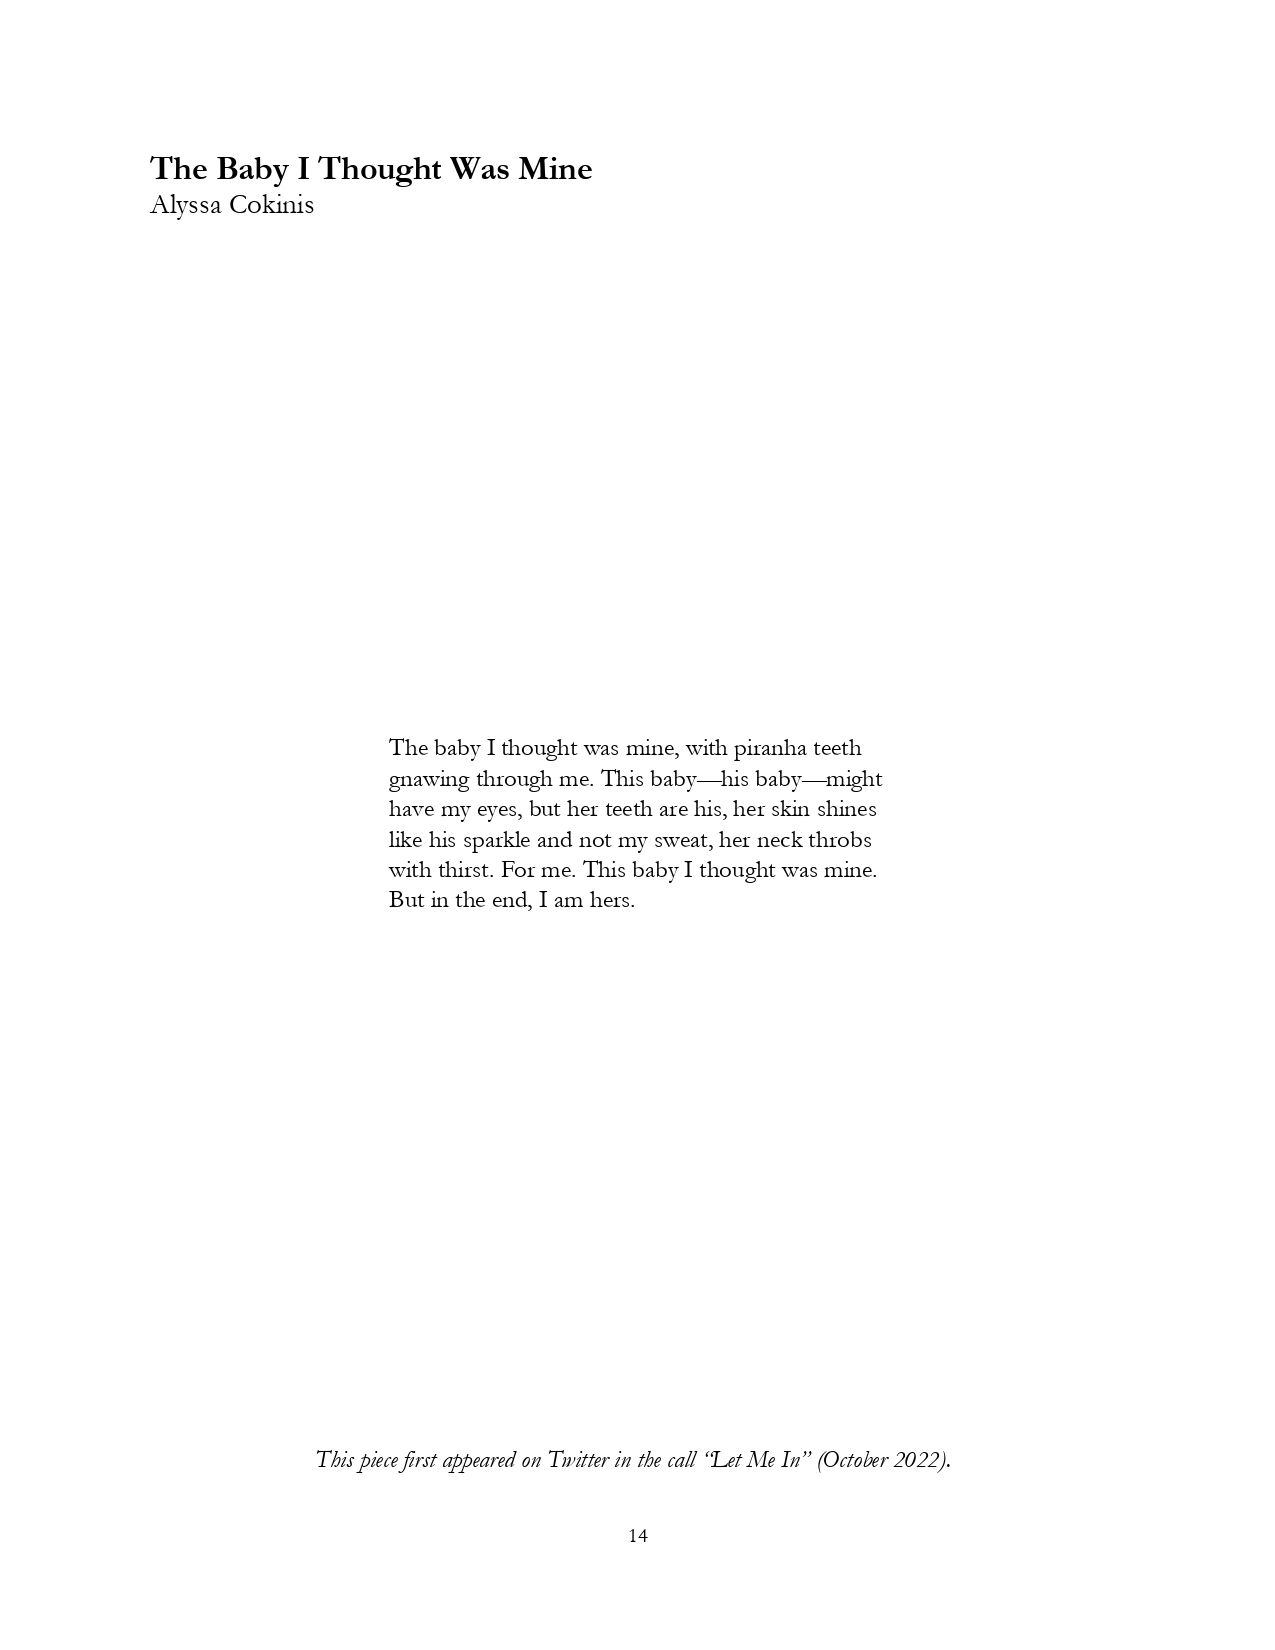 The Baby I Thought Was Mine
Alyssa Cokinis
The baby I thought was mine, with piranha teeth
gnawing through me. This baby—his baby—might
have my eyes, but her teeth are his, her skin shines
like his sparkle and not my sweat, her neck throbs
with thirst. For me. This baby I thought was mine.
But in the end, I am hers.
This piece first appeared on Twitter in the call “Let Me In” (October 2022).
14